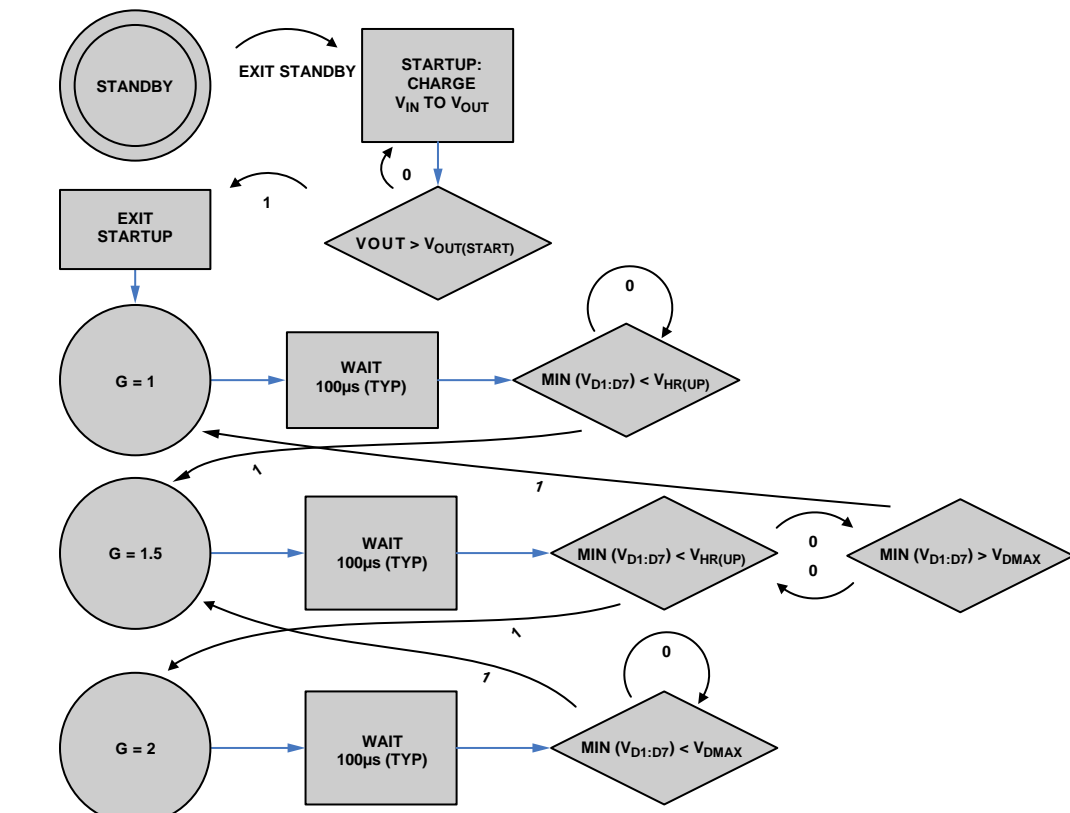 STANDBY
EXIT STANDBY
STARTUP:
CHARGE
VIN TO VOUT
0
1
EXIT
STARTUP
VOUT > VOUT(START)
0
G = 1
WAIT
100µs (TYP)
MIN (VD1:D7) < VHR(UP)
1
1
G = 1.5
WAIT
100µs (TYP)
MIN (VD1:D7) < VHR(UP)
0
0
MIN (VD1:D7) > VDMAX
1
1
0
G = 2
WAIT
100µs (TYP)
MIN (VD1:D7) < VDMAX